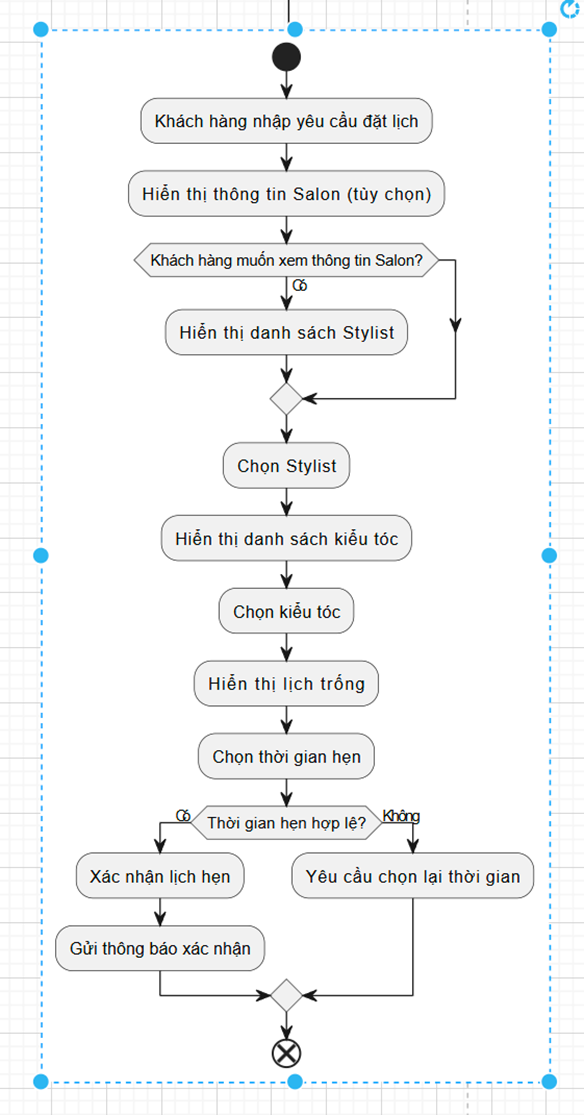 Khách hàng nhập yêu cầu đặt lịch
Hiển thị thông tin Salon (tùy chọn)
Khách hàng muốn xem thông tin Salon?
Có
Hiển thị danh sách Stylist
Chọn Stylist
Hiển thị danh sách kiểu tóc
Chọn kiểu tóc
Hiển thị lịch trống
Chọn thời gian hẹn
Có
Thời gian hẹn hợp lệ?
Không
Xác nhận lịch hẹn
Yêu cầu chọn lại thời gian
Gửi thông báo xác nhận